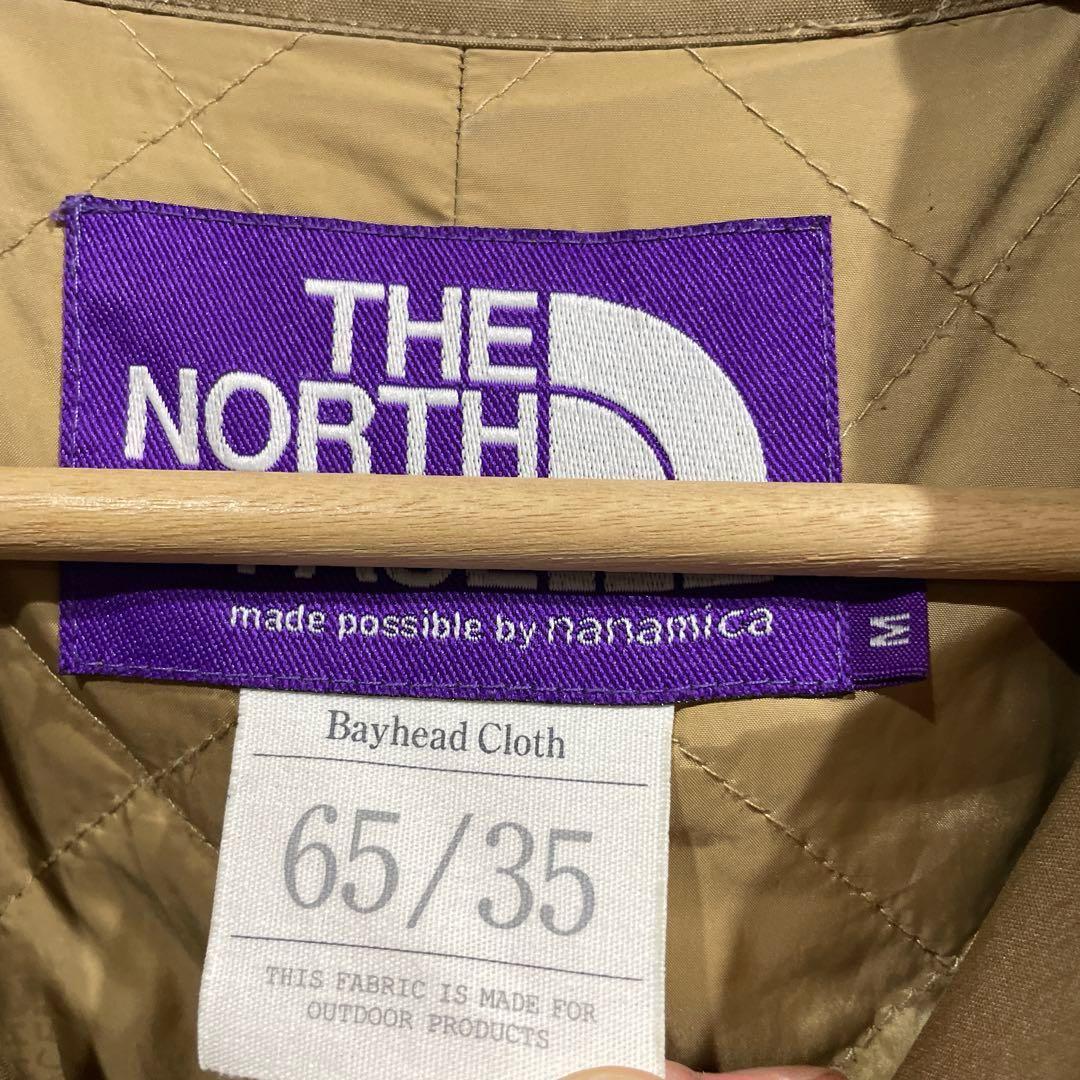 THE
NORTH
made possible by nanamica
M
Bayhead Cloth
65/35
THIS FABRIC IS MADE FOR
OUTDOOR PRODUCTS